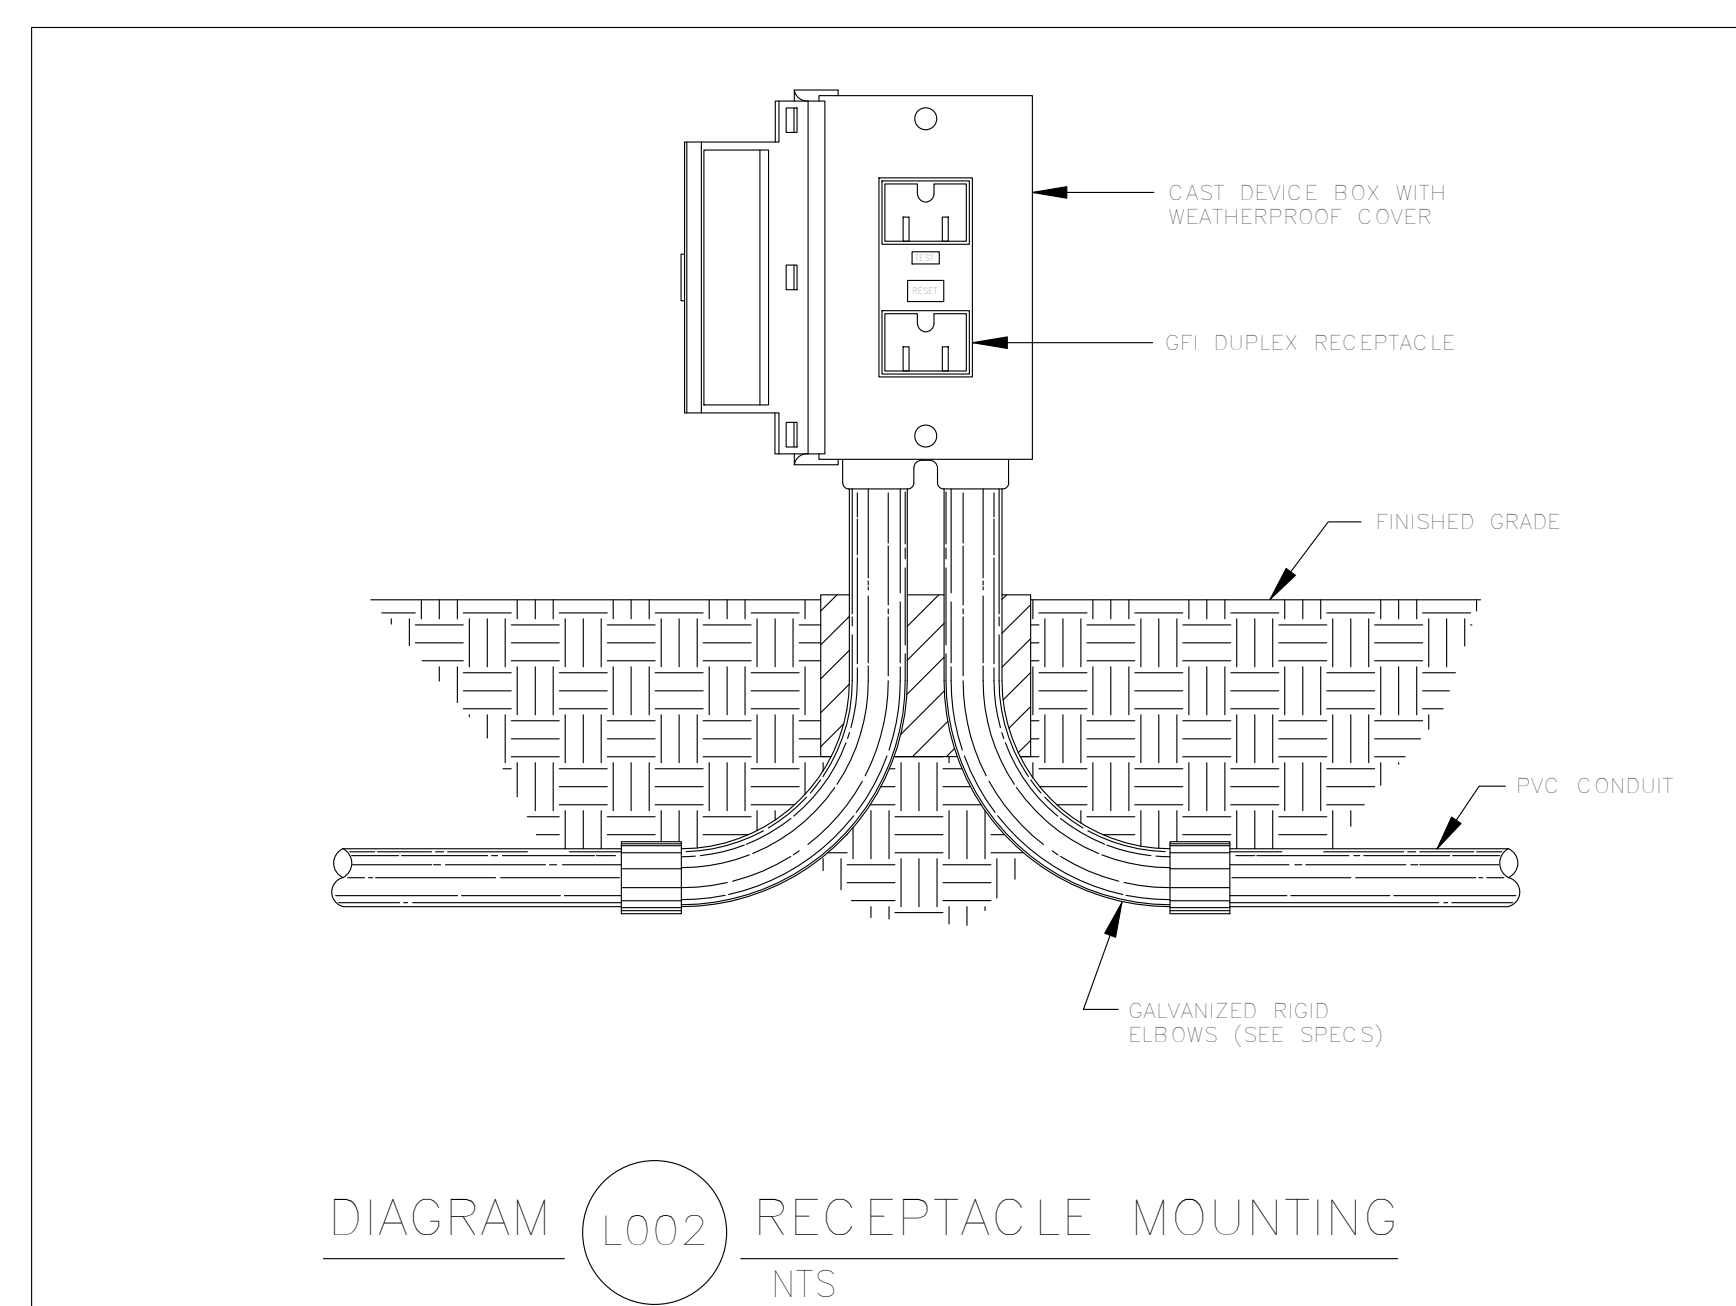 CAST DEVICE BOX WITH
WEATHERPROOF COVER
TEST
RESET
GFI DUPLEX RECEPTACLE
FINISHED GRADE
PVC CONDUIT
GALVANIZED RIGID
ELBOWS (SEE SPECS)
DIAGRAM L002 RECEPTACLE MOUNTING
NTS